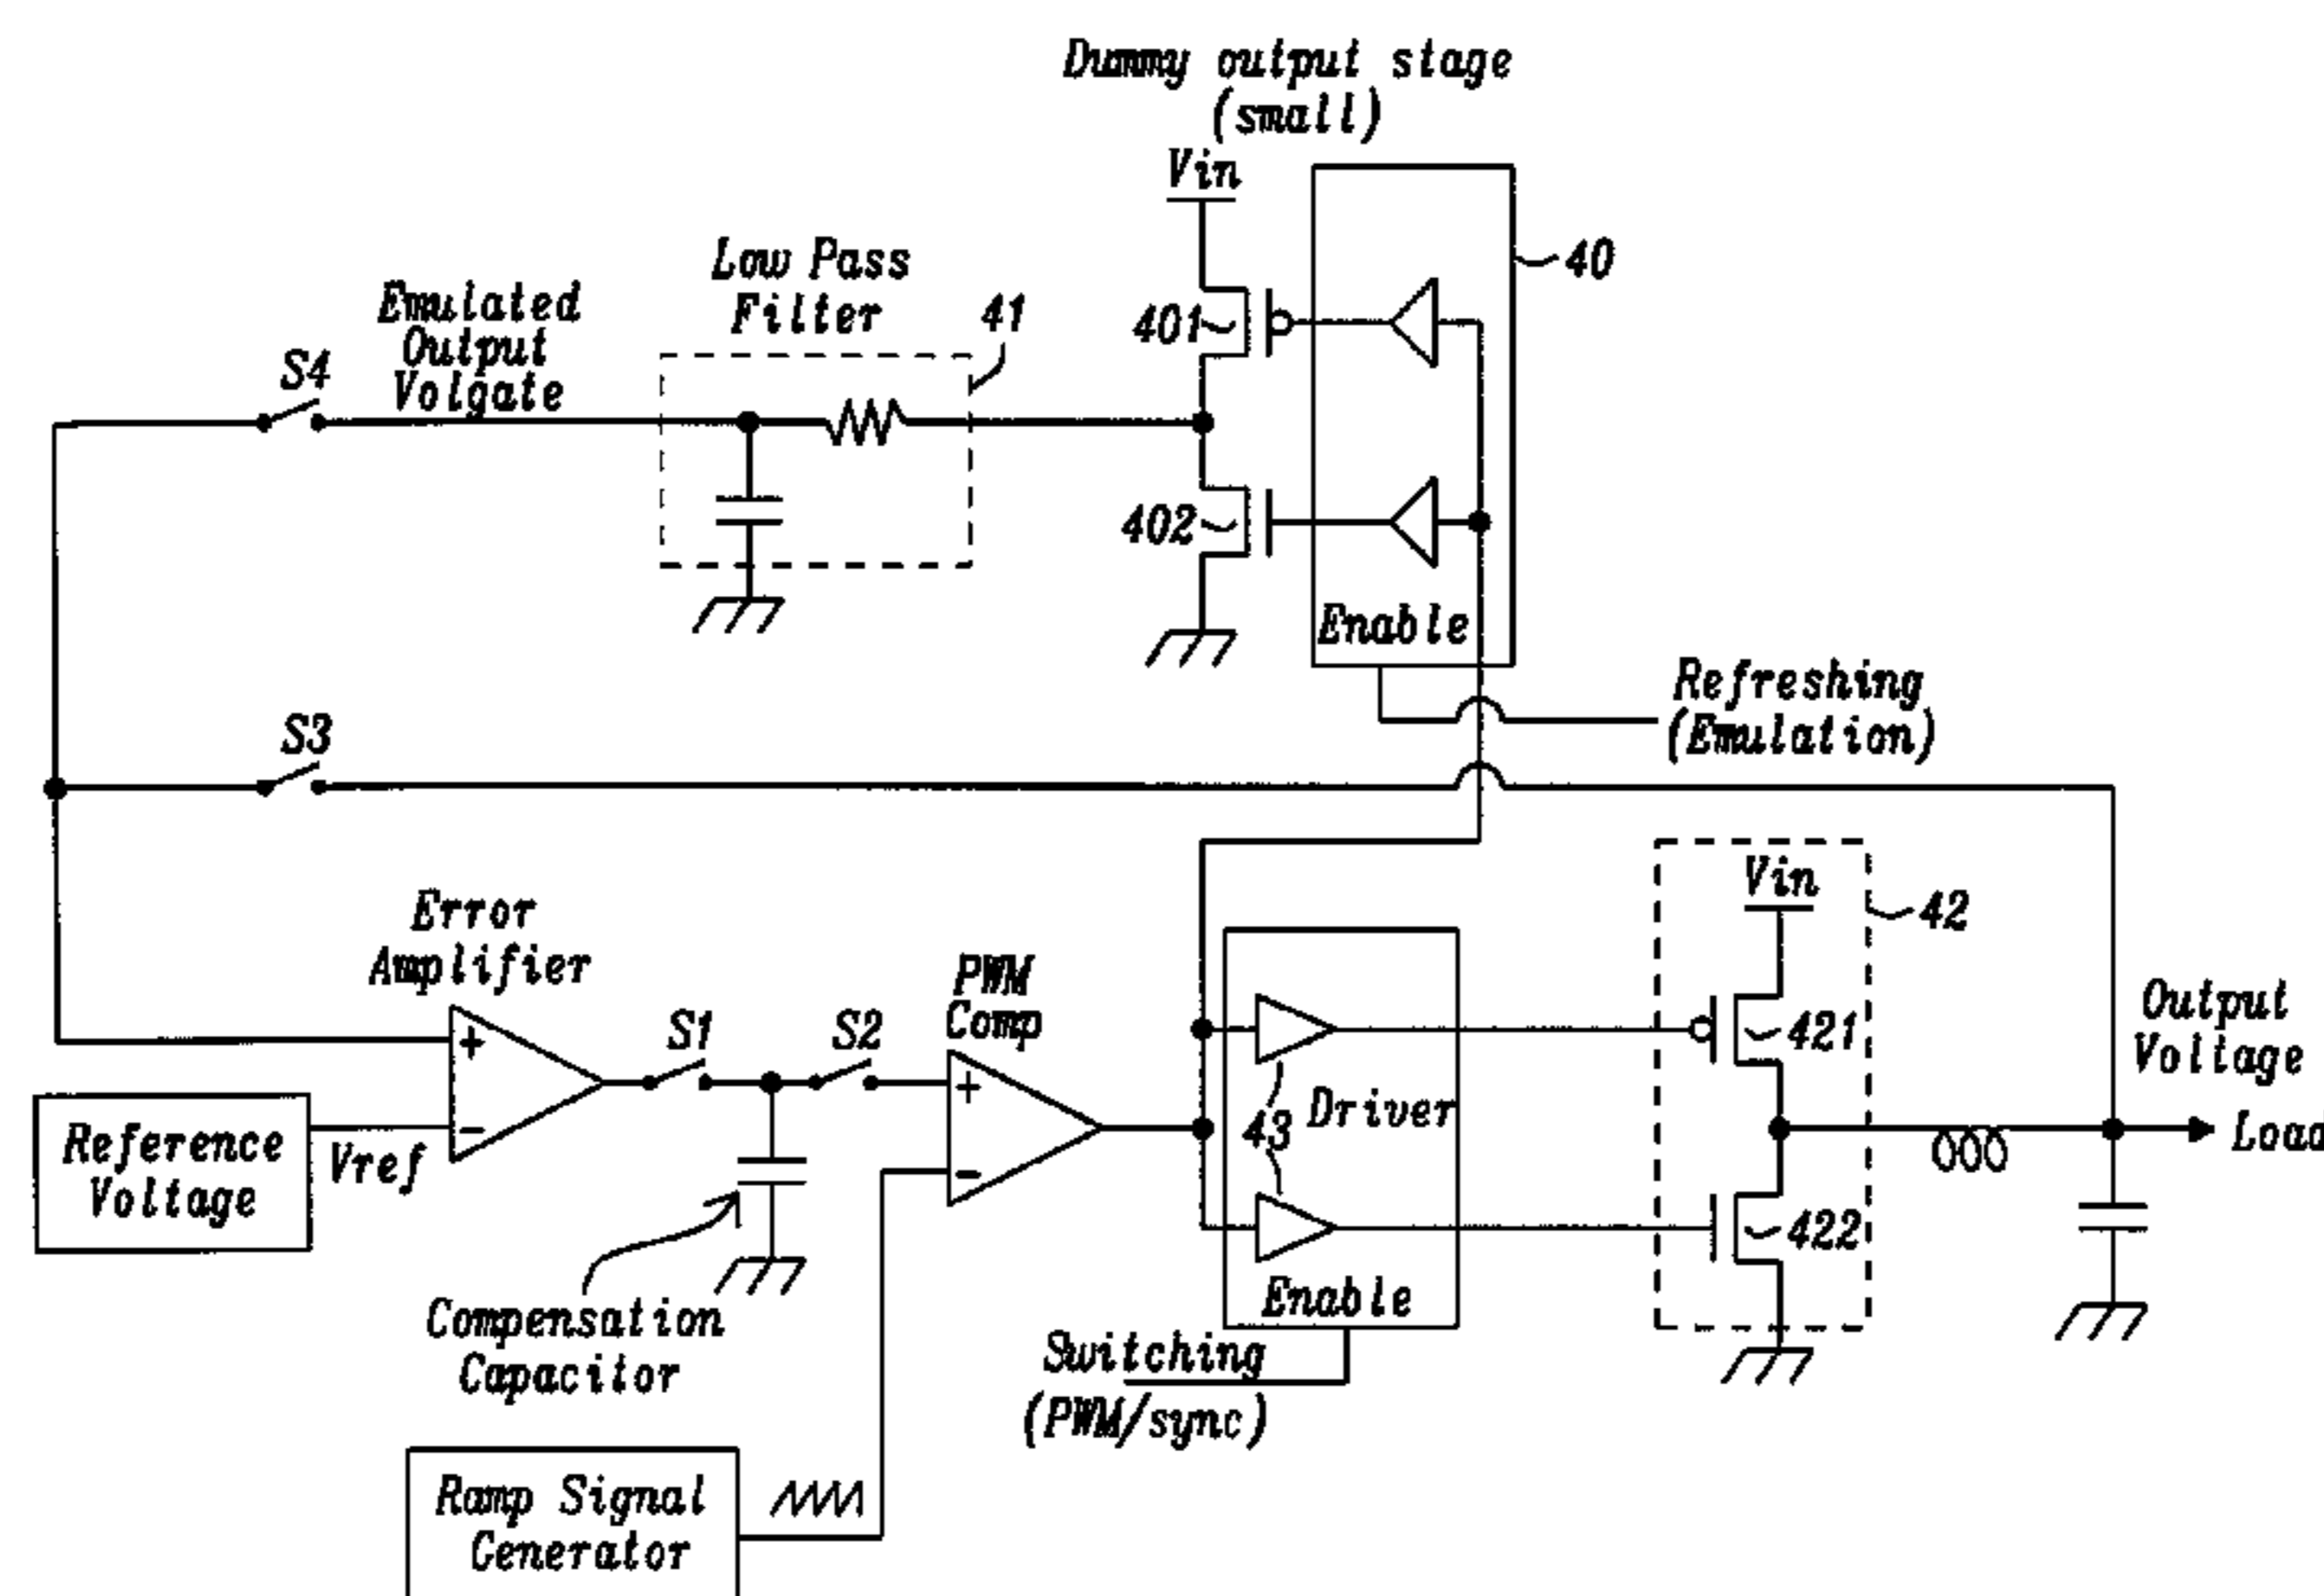 Dummy output stage
(small)
Vin
40
Low Pass
Filter
41
Emulated
Output
Volgate
401
S4
402
Enable
Refreshing
(Emulation)
S3
Vin
42
Error
Amplifier
PWM
Comp
Output
Voltage
S1
S2
421
+
+
Driver
43
Load
Reference
Voltage
Vref
−
−
422
Enable
Compensation
Capacitor
Switching
(PWM/sync)
Ramp Signal
Generator